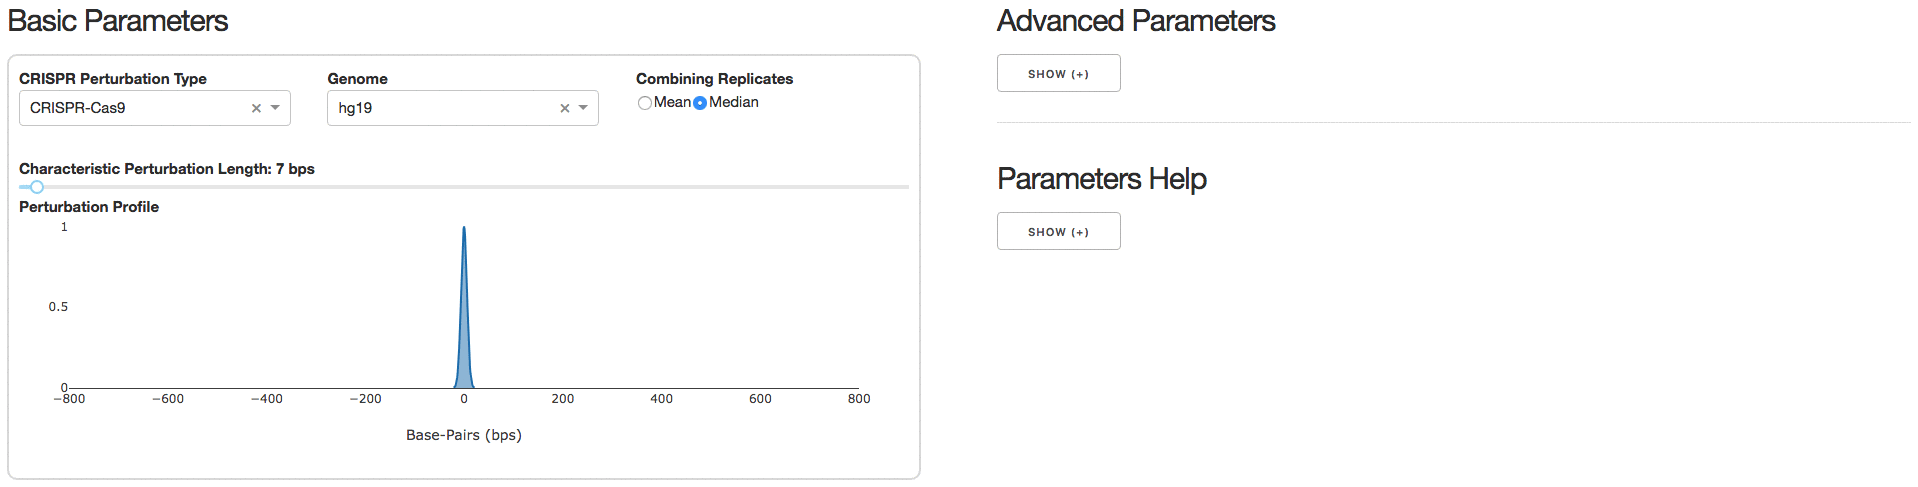 Basic Parameters
CRISPR Perturbation Type
CRISPR-Cas9
Genome
hg19
Combining Replicates
Mean Median
Characteristic Perturbation Length: 7 bps
Perturbation Profile
1
0.5
0
−800 −600 −400 −200 0 200 400 600 800
Base-Pairs (bps)
Advanced Parameters
SHOW (+)
Parameters Help
SHOW (+)